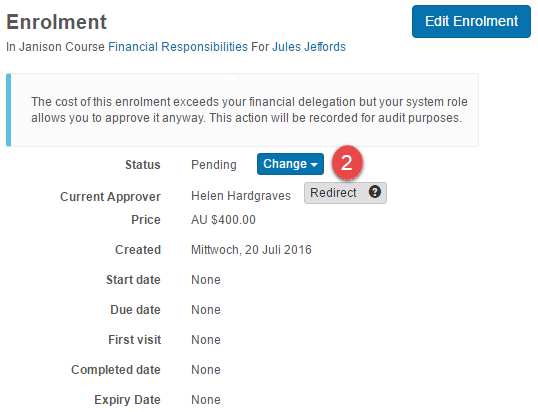 Enrolment
Edit Enrolment
In Janison Course Financial Responsibilities For Jules Jeffords
The cost of this enrolment exceeds your financial delegation but your system role
allows you to approve it anyway. This action will be recorded for audit purposes.
Status Pending Change 2
Current Approver Helen Hardgraves Redirect ?
Price AU $400.00
Created Mittwoch, 20 Juli 2016
Start date None
Due date None
First visit None
Completed date None
Expiry Date None